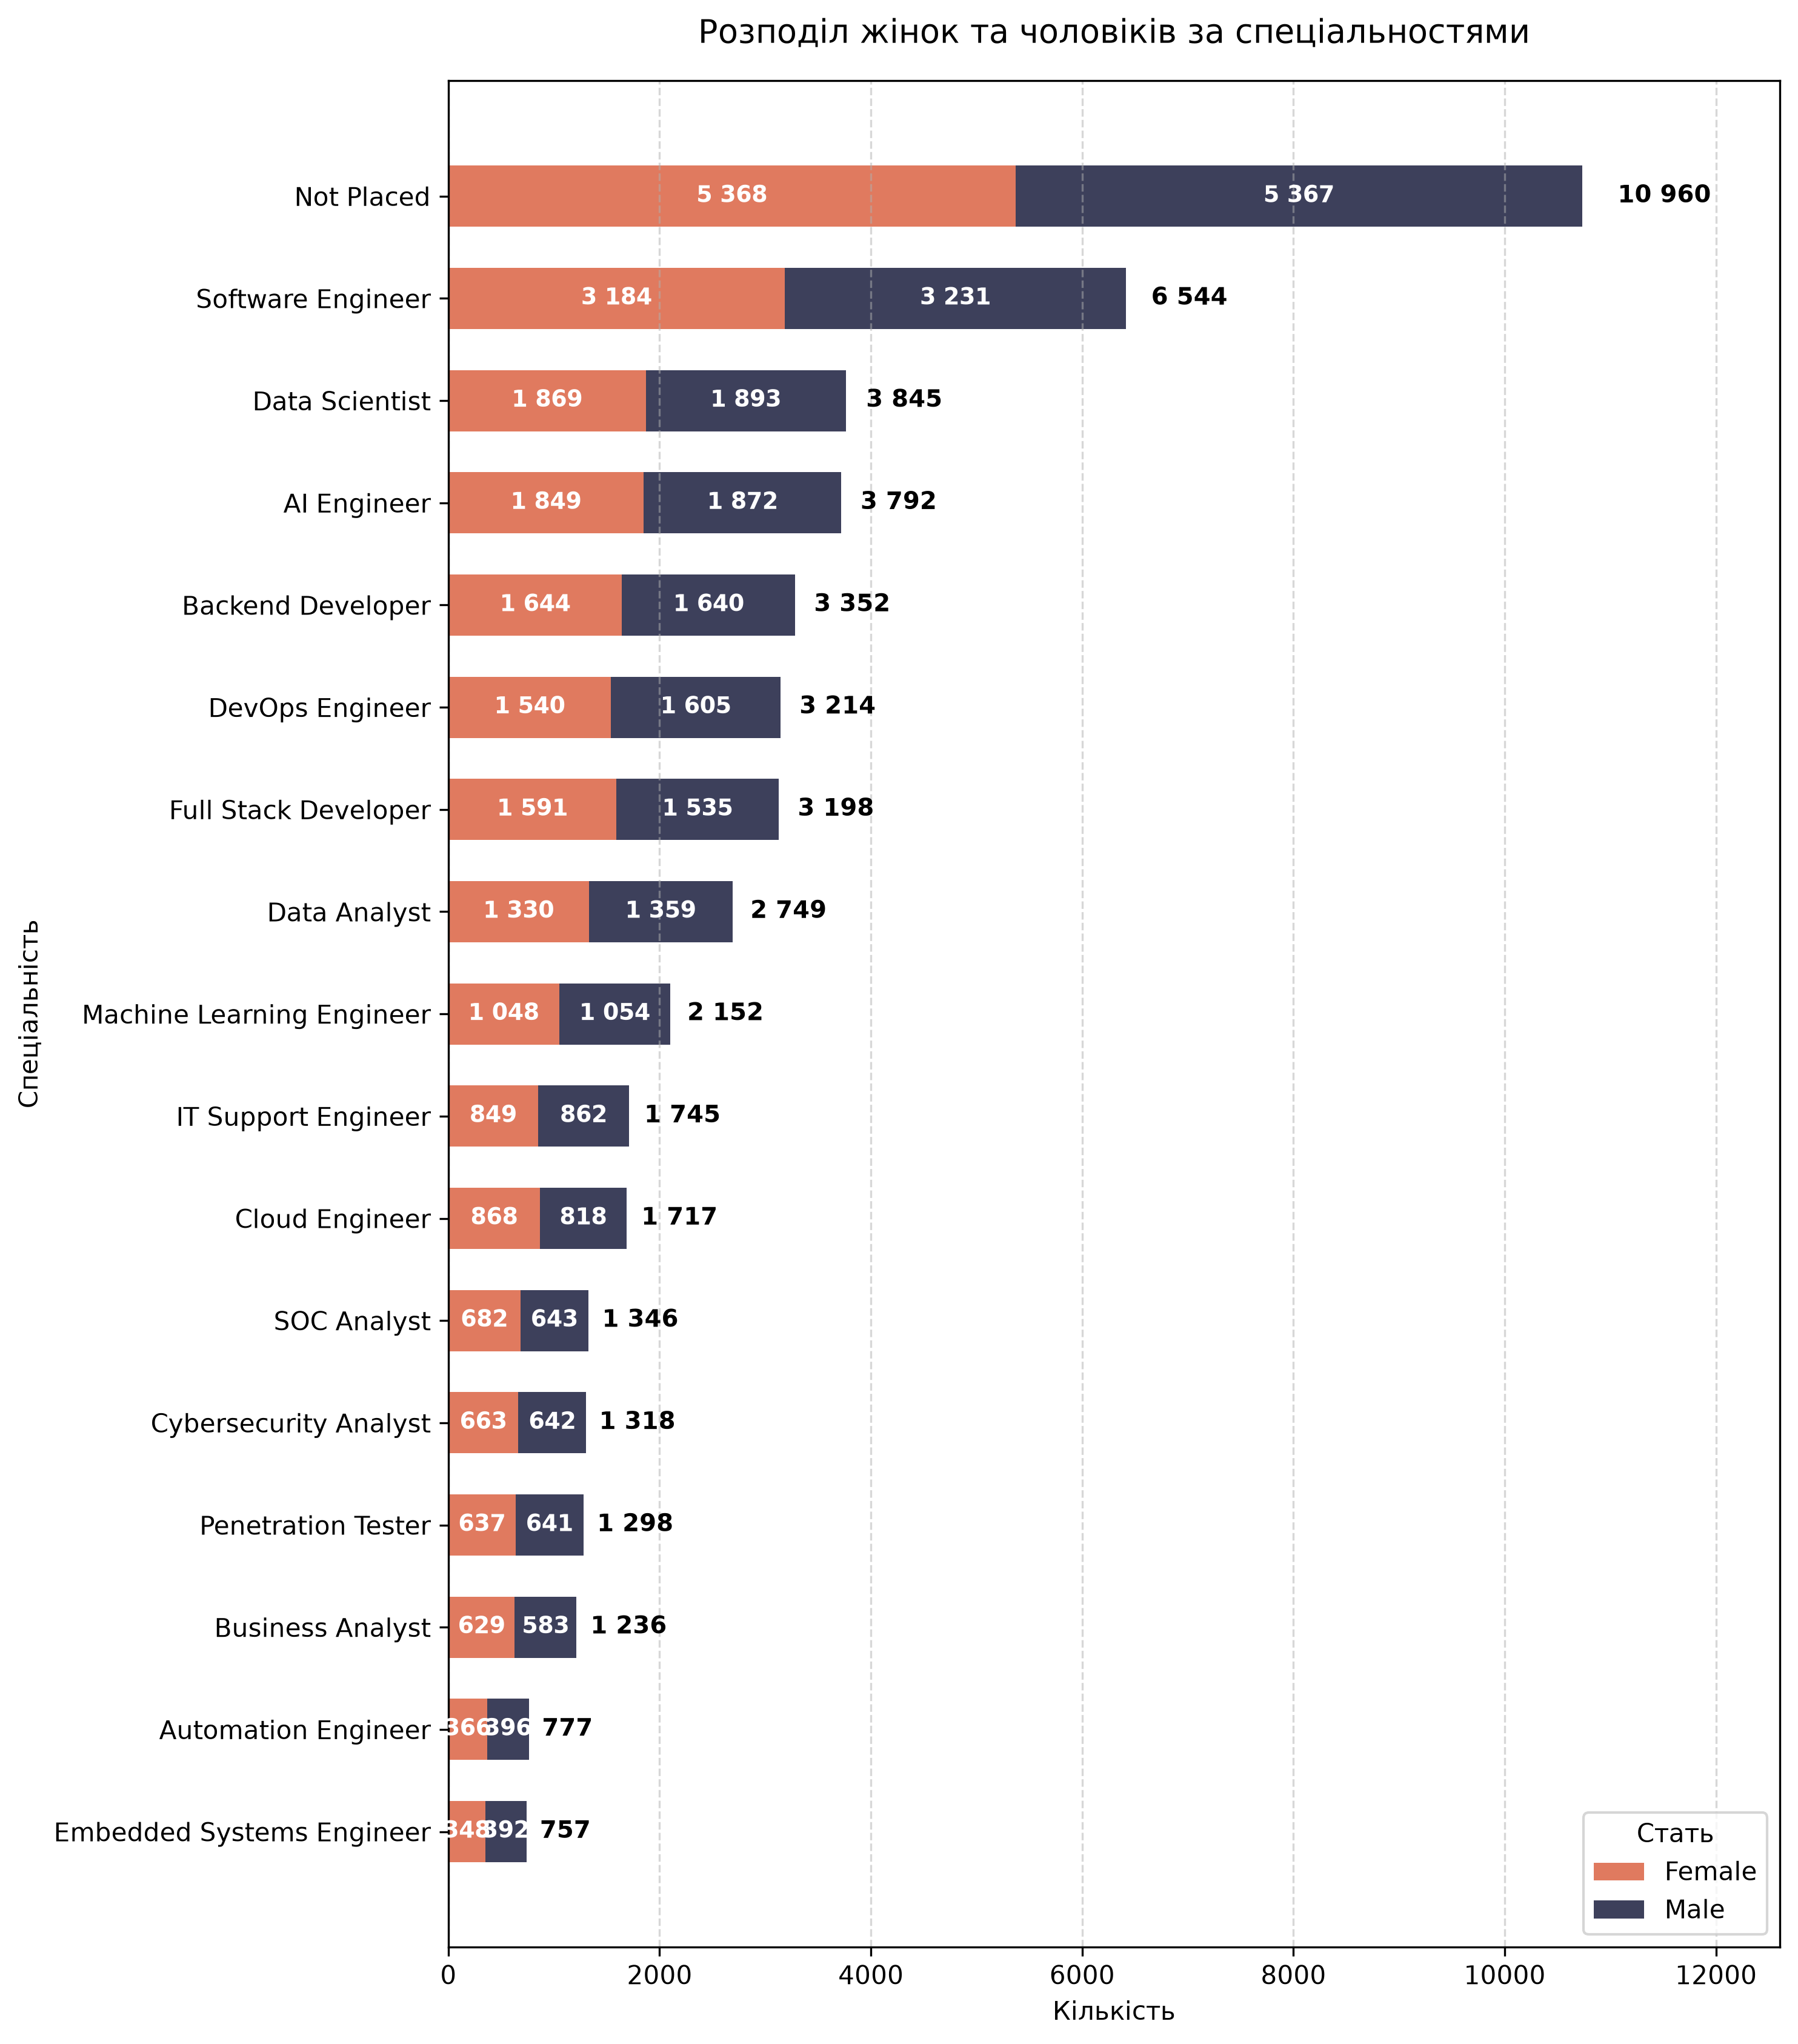 Розподіл жінок та чоловіків за спеціальностями
Not Placed 5 368 5 367 10 960
Software Engineer 3 184 3 231 6 544
Data Scientist 1 869 1 893 3 845
AI Engineer 1 849 1 872 3 792
Backend Developer 1 644 1 640 3 352
DevOps Engineer 1 540 1 605 3 214
Full Stack Developer 1 591 1 535 3 198
Data Analyst 1 330 1 359 2 749
Machine Learning Engineer 1 048 1 054 2 152
IT Support Engineer 849 862 1 745
Cloud Engineer 868 818 1 717
SOC Analyst 682 643 1 346
Cybersecurity Analyst 663 642 1 318
Penetration Tester 637 641 1 298
Business Analyst 629 583 1 236
Automation Engineer 366 396 777
Embedded Systems Engineer 348 392 757
Спеціальність
Стать
Female
Male
0 2000 4000 6000 8000 10000 12000
Кількість